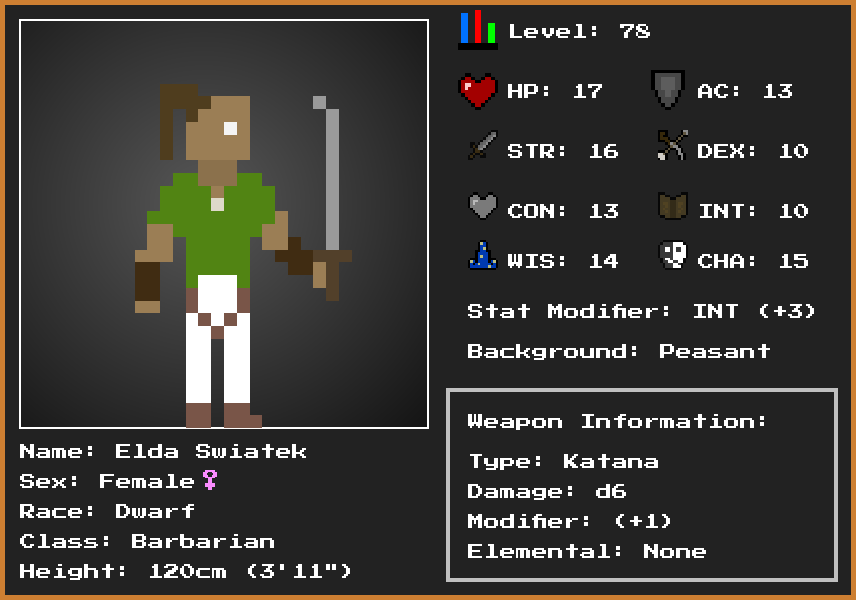 Level: 78
HP: 17 AC: 13
STR: 16 DEX: 10
CON: 13 INT: 10
WIS: 14 CHA: 15
Stat Modifier: INT (+3)
Background: Peasant
Weapon Information:
Type: Katana
Damage: d6
Modifier: (+1)
Elemental: None
Name: Elda Swiatek
Sex: Female♀
Race: Dwarf
Class: Barbarian
Height: 120cm (3'11")